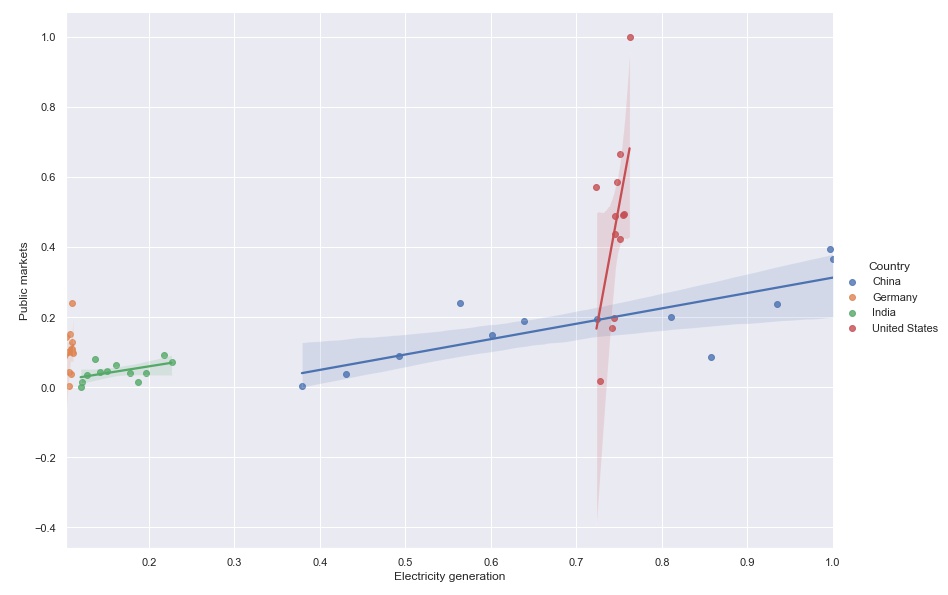 1.0
0.8
0.6
0.4
0.2
0.0
−0.2
−0.4
Public markets
0.2 0.3 0.4 0.5 0.6 0.7 0.8 0.9 1.0
Electricity generation
Country
China
Germany
India
United States